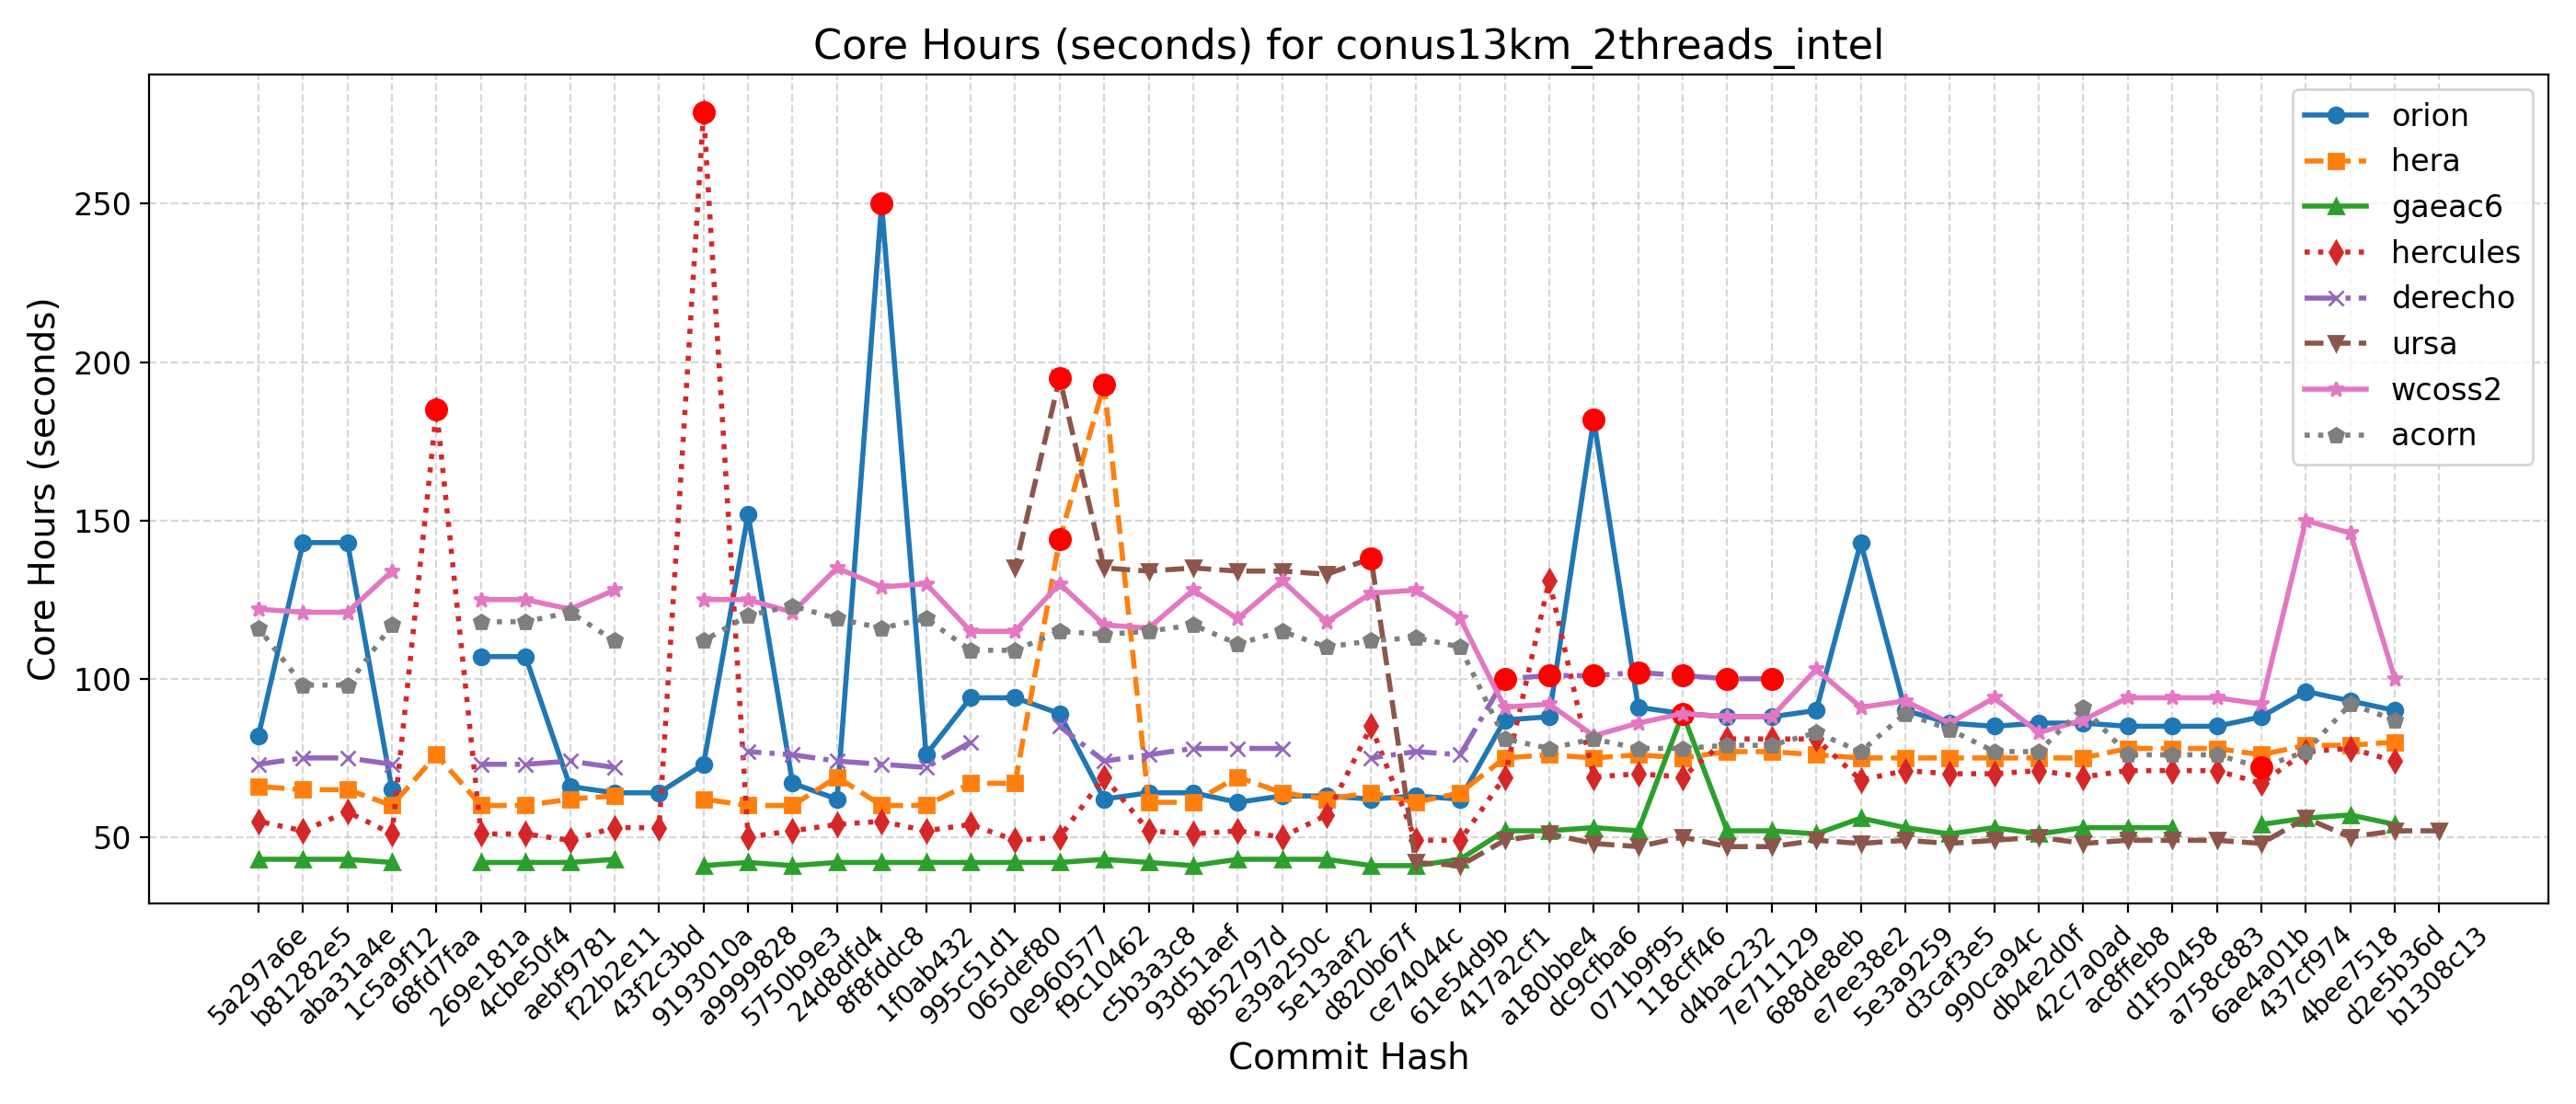 Core Hours (seconds) for conus13km_2threads_intel
Core Hours (seconds)
250
200
150
100
50
orion
hera
gaeac6
hercules
derecho
ursa
wcoss2
acorn
5a297a6e
b81282e5
aba31a4e
1c5a9f12
68fd7faa
269e181a
4cbe50f4
aebf9781
f22b2e11
43f2c3bd
9193010a
a9999828
5750b9e3
24d8dfd4
8f8fddc8
1f0ab432
995c51d1
065def80
0e960577
f9c10462
c5b3a3c8
93d51aef
8b52797d
e39a250c
5e13aaf2
d820b67f
ce74044c
61e54d9b
417a2cf1
a180bbe4
dc9cfba6
071b9f95
118cff46
d4bac232
7e711129
688de8eb
e7ee38e2
5e3a9259
d3caf3e5
990ca94c
db4e2d0f
42c7a0ad
ac8ffeb8
d1f50458
a758c883
6ae4a01b
437cf974
4bee7518
d2e5b36d
b1308c13
Commit Hash